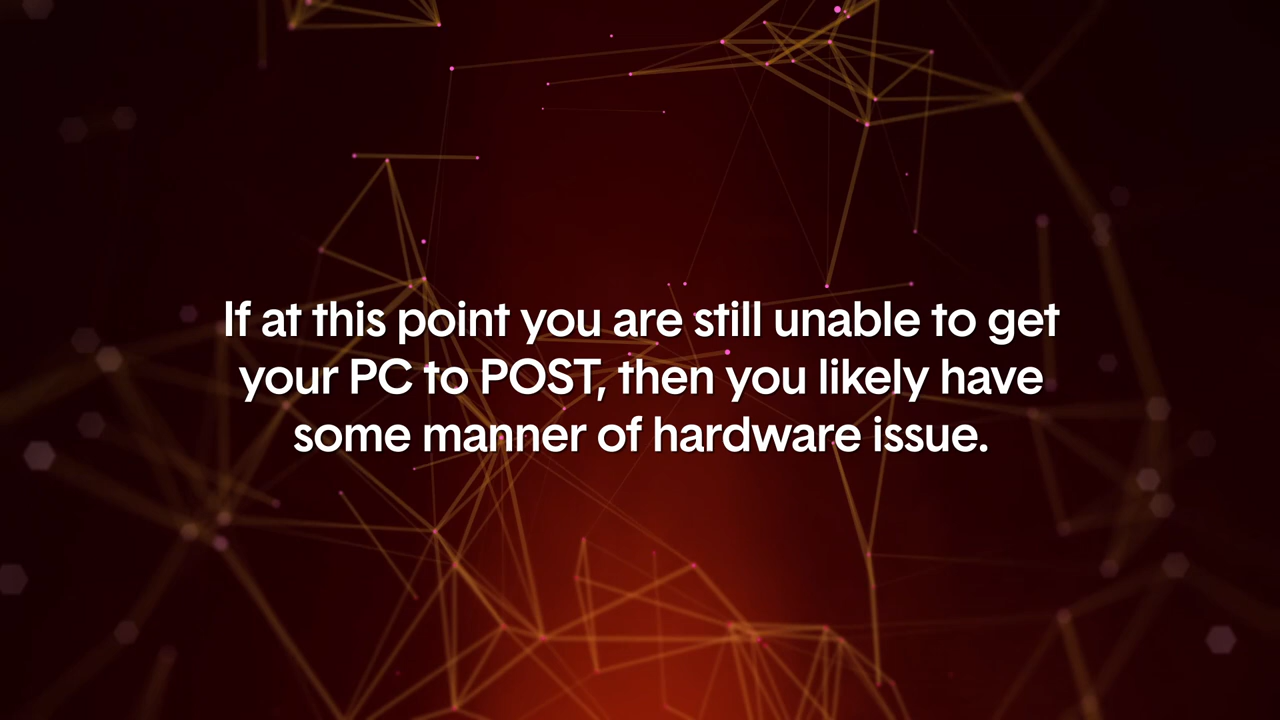 If at this point you are still unable to get
your PC to POST, then you likely have
some manner of hardware issue.